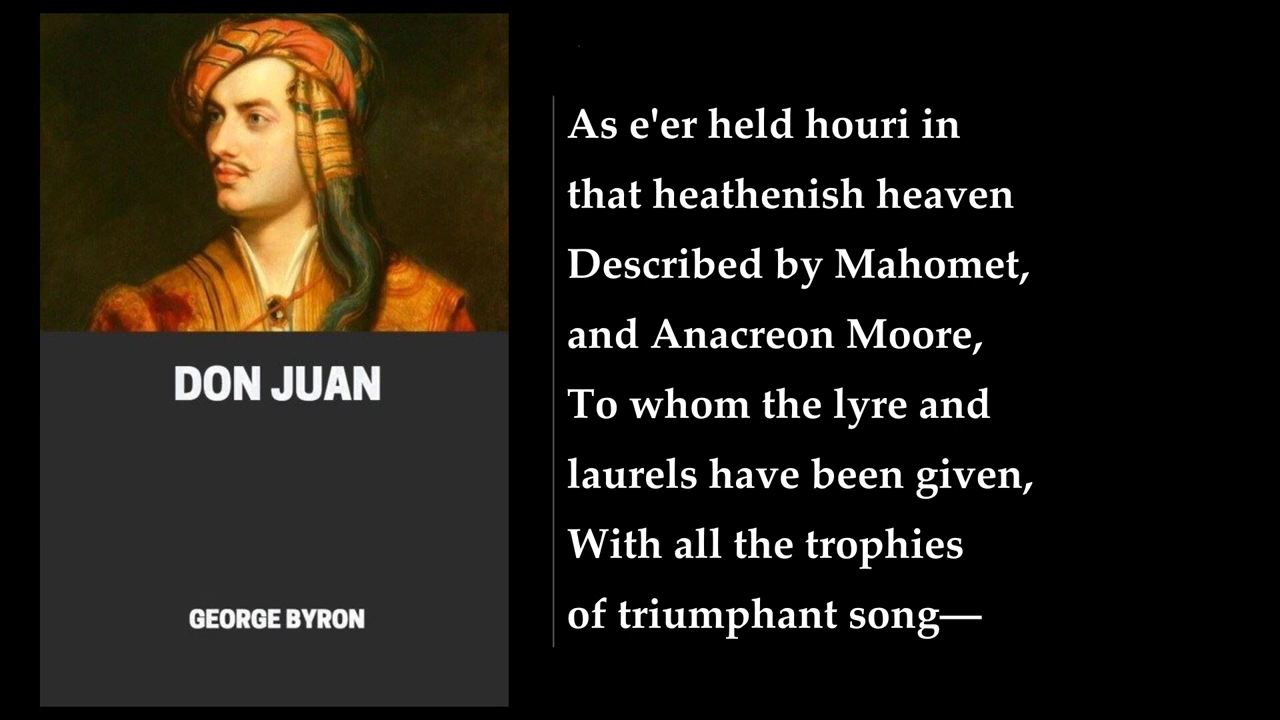 DON JUAN
GEORGE BYRON
As e'er held houri in
that heathenish heaven
Described by Mahomet,
and Anacreon Moore,
To whom the lyre and
laurels have been given,
With all the trophies
of triumphant song—